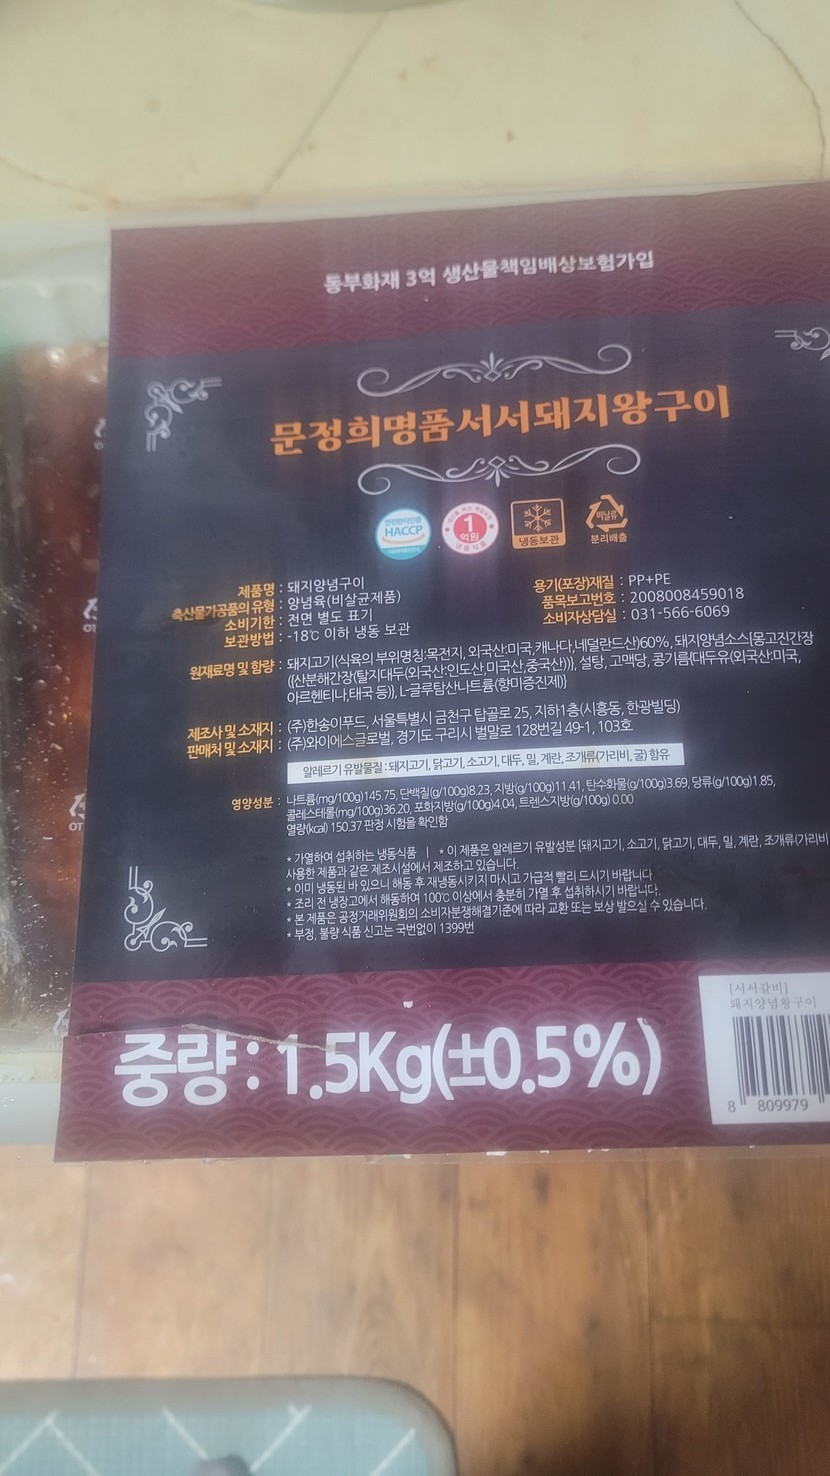 동부화재 3억 생산물책임배상보험가입
문정희명품서서돼지왕구이
HACCP
1
억원
냉동보관
비닐류
분리배출
제품명 : 돼지양념구이
축산물가공품의 유형 : 양념육(비살균제품)
소비기한 : 전면 별도 표기
보관방법 : -18℃ 이하 냉동 보관
용기(포장)재질 : PP+PE
품목보고번호 : 2008008459018
소비자상담실 : 031-566-6069
원재료명 및 함량 : 돼지고기(식육의 부위명칭:목전지, 외국산:미국,캐나다,네덜란드산)60%, 돼지양념소스[몽고진간장
({산분해간장(탈지대두(외국산:인도산,미국산,중국산))}, 설탕, 고맥당, 콩기름{대두유(외국산:미국,
아르헨티나,태국 등)}, L-글루탐산나트륨(향미증진제)}
제조사 및 소재지 : (주)한송이푸드, 서울특별시 금천구 탑골로 25, 지하1층(시흥동, 한광빌딩)
판매처 및 소재지 : (주)와이에스글로벌, 경기도 구리시 벌말로 128번길 49-1, 103호
알레르기 유발물질 : 돼지고기, 닭고기, 소고기, 대두, 밀, 계란, 조개류(가리비, 굴) 함유
영양성분 : 나트륨(mg/100g)145.75, 단백질(g/100g)8.23, 지방(g/100g)11.41, 탄수화물(g/100g)3.69, 당류(g/100g)1.85,
콜레스테롤(mg/100g)36.20, 포화지방(g/100g)4.04, 트렌스지방(g/100g) 0.00
열량(kcal) 150.37 판정 시험을 확인함
* 가열하여 섭취하는 냉동식품 | * 이 제품은 알레르기 유발성분 [돼지고기, 소고기, 닭고기, 대두, 밀, 계란, 조개류(가리비
사용한 제품과 같은 제조시설에서 제조하고 있습니다.
* 이미 냉동된 바 있으니 해동 후 재냉동시키지 마시고 가급적 빨리 드시기 바랍니다.
* 조리 전 냉장고에서 해동하여 100℃ 이상에서 충분히 가열 후 섭취하시기 바랍니다.
* 본 제품은 공정거래위원회의 소비자분쟁해결기준에 따라 교환 또는 보상 받으실 수 있습니다.
* 부정, 불량 식품 신고는 국번없이 1399번
중량 : 1.5Kg(±0.5%)
[서서갈비]
돼지양념왕구이
8 809979